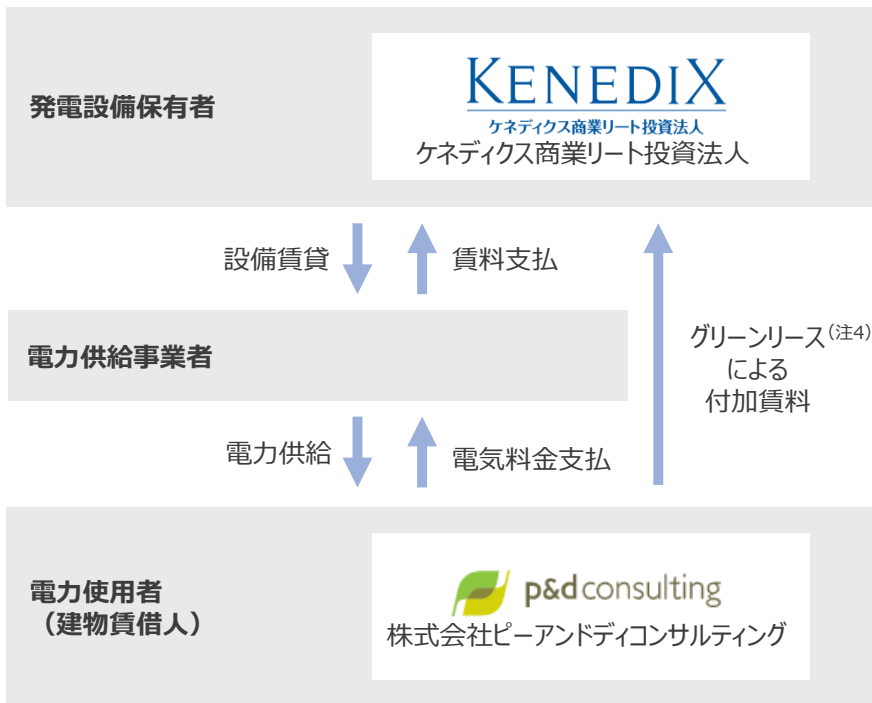 発電設備保有者
KENEDIX
ケネディクス商業リート投資法人
ケネディクス商業リート投資法人
設備賃貸
賃料支払
グリーンリース(注4)
による
付加賃料
電力供給事業者
電力供給
電気料金支払
電力使用者
（建物賃借人）
p&d consulting
株式会社ピーアンドディコンサルティング